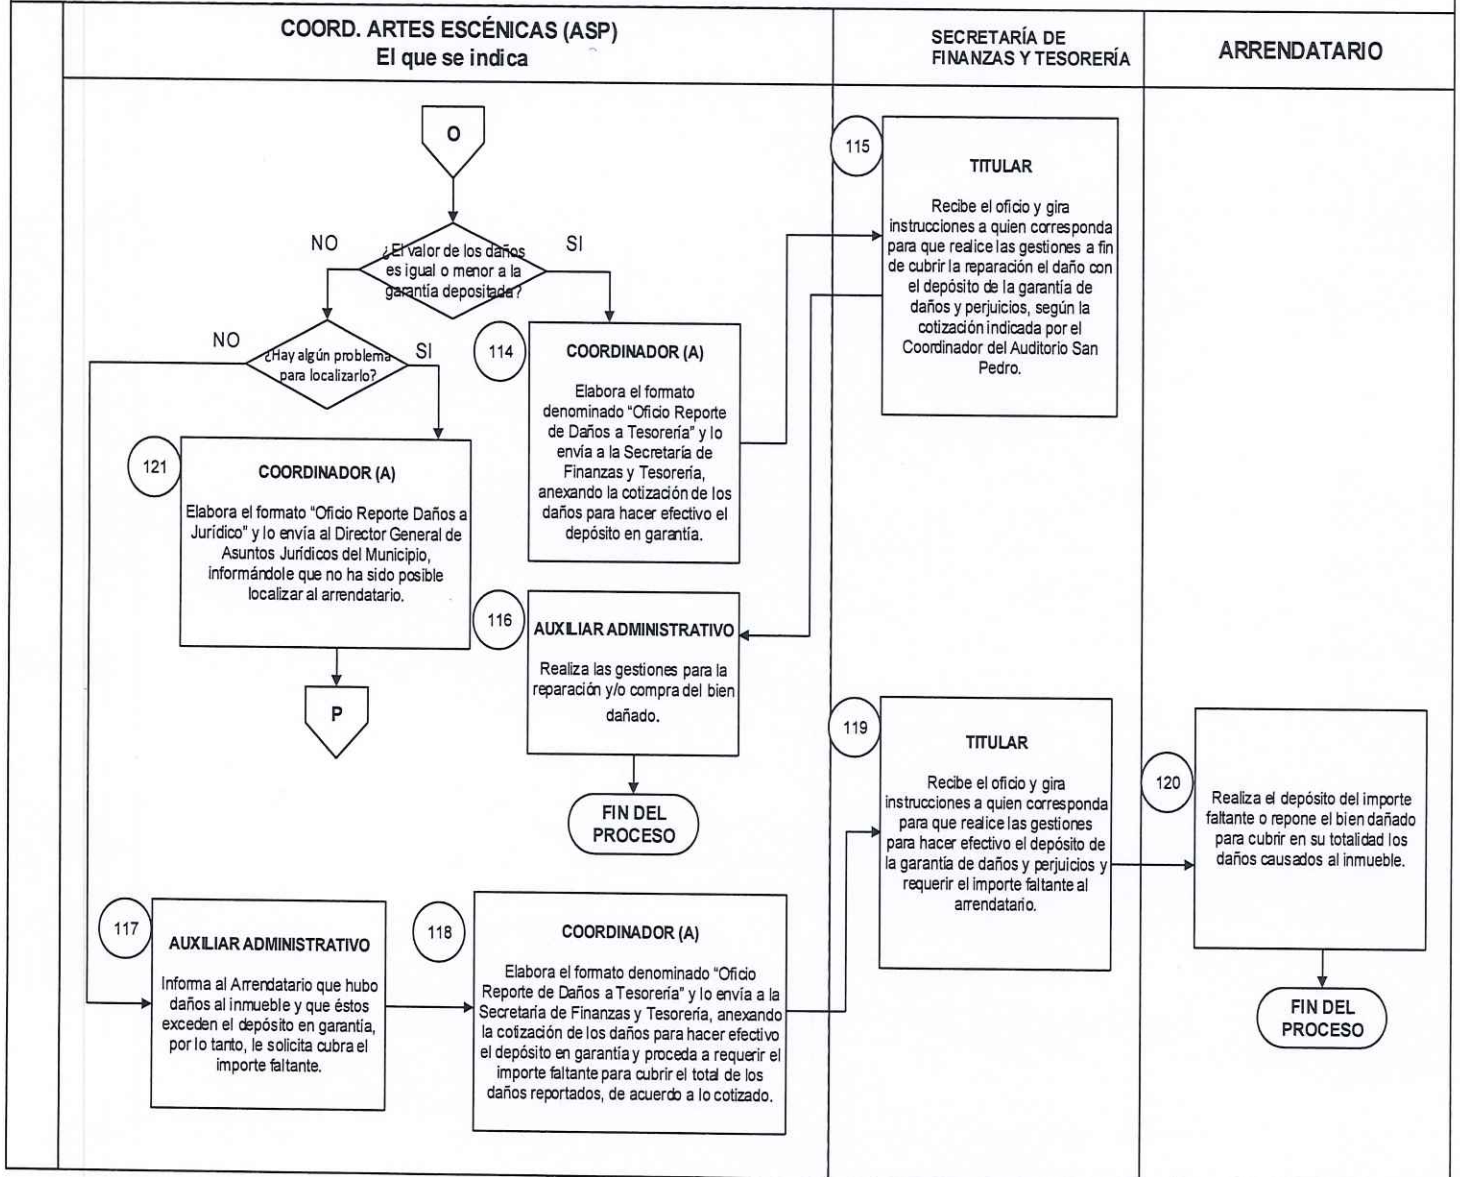 COORD. ARTES ESCÉNICAS (ASP)
El que se indica
SECRETARÍA DE
FINANZAS Y TESORERÍA
ARRENDATARIO
O
¿El valor de los daños
es igual o menor a la
garantía depositada?
NO
SI
¿Hay algún problema
para localizarlo?
NO
SI
114
COORDINADOR (A)
Elabora el formato
denominado “Oficio Reporte
de Daños a Tesorería” y lo
envía a la Secretaría de
Finanzas y Tesorería,
anexando la cotización de los
daños para hacer efectivo el
depósito en garantía.
115
TITULAR
Recibe el oficio y gira
instrucciones a quien corresponda
para que realice las gestiones a fin
de cubrir la reparación el daño con
el depósito de la garantía de
daños y perjuicios, según la
cotización indicada por el
Coordinador del Auditorio San
Pedro.
121
COORDINADOR (A)
Elabora el formato “Oficio Reporte Daños a
Jurídico” y lo envía al Director General de
Asuntos Jurídicos del Municipio,
informándole que no ha sido posible
localizar al arrendatario.
P
116
AUXILIAR ADMINISTRATIVO
Realiza las gestiones para la
reparación y/o compra del bien
dañado.
FIN DEL
PROCESO
117
AUXILIAR ADMINISTRATIVO
Informa al Arrendatario que hubo
daños al inmueble y que éstos
exceden el depósito en garantía,
por lo tanto, le solicita cubra el
importe faltante.
118
COORDINADOR (A)
Elabora el formato denominado “Oficio
Reporte de Daños a Tesorería” y lo envía a la
Secretaría de Finanzas y Tesorería, anexando
la cotización de los daños para hacer efectivo
el depósito en garantía y proceda a requerir el
importe faltante para cubrir el total de los
daños reportados, de acuerdo a lo cotizado.
119
TITULAR
Recibe el oficio y gira
instrucciones a quien corresponda
para que realice las gestiones
para hacer efectivo el depósito de
la garantía de daños y perjuicios y
requerir el importe faltante al
arrendatario.
120
Realiza el depósito del importe
faltante o repone el bien dañado
para cubrir en su totalidad los
daños causados al inmueble.
FIN DEL
PROCESO